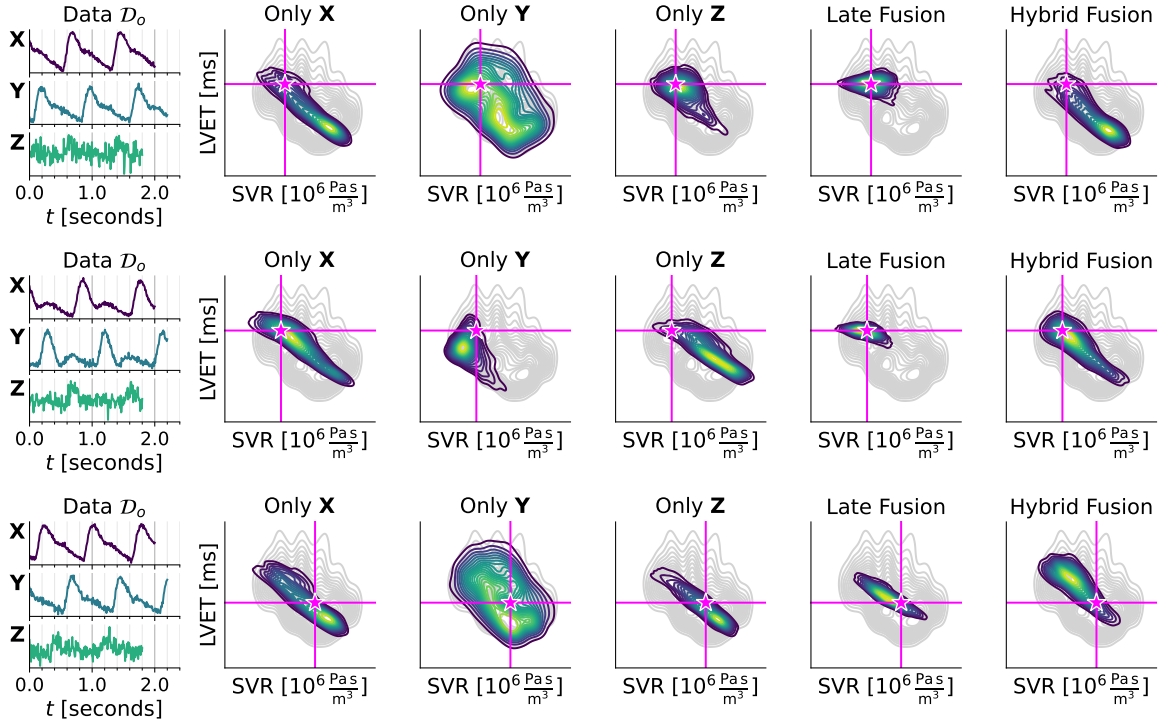 Data 𝒟ₒ Only X Only Y Only Z Late Fusion Hybrid Fusion
X
Y
Z
LVET [ms]
0.0 1.0 2.0
t [seconds]
SVR [10⁶ Pa s/m³] SVR [10⁶ Pa s/m³] SVR [10⁶ Pa s/m³] SVR [10⁶ Pa s/m³] SVR [10⁶ Pa s/m³]
Data 𝒟ₒ Only X Only Y Only Z Late Fusion Hybrid Fusion
X
Y
Z
LVET [ms]
0.0 1.0 2.0
t [seconds]
SVR [10⁶ Pa s/m³] SVR [10⁶ Pa s/m³] SVR [10⁶ Pa s/m³] SVR [10⁶ Pa s/m³] SVR [10⁶ Pa s/m³]
Data 𝒟ₒ Only X Only Y Only Z Late Fusion Hybrid Fusion
X
Y
Z
LVET [ms]
0.0 1.0 2.0
t [seconds]
SVR [10⁶ Pa s/m³] SVR [10⁶ Pa s/m³] SVR [10⁶ Pa s/m³] SVR [10⁶ Pa s/m³] SVR [10⁶ Pa s/m³]